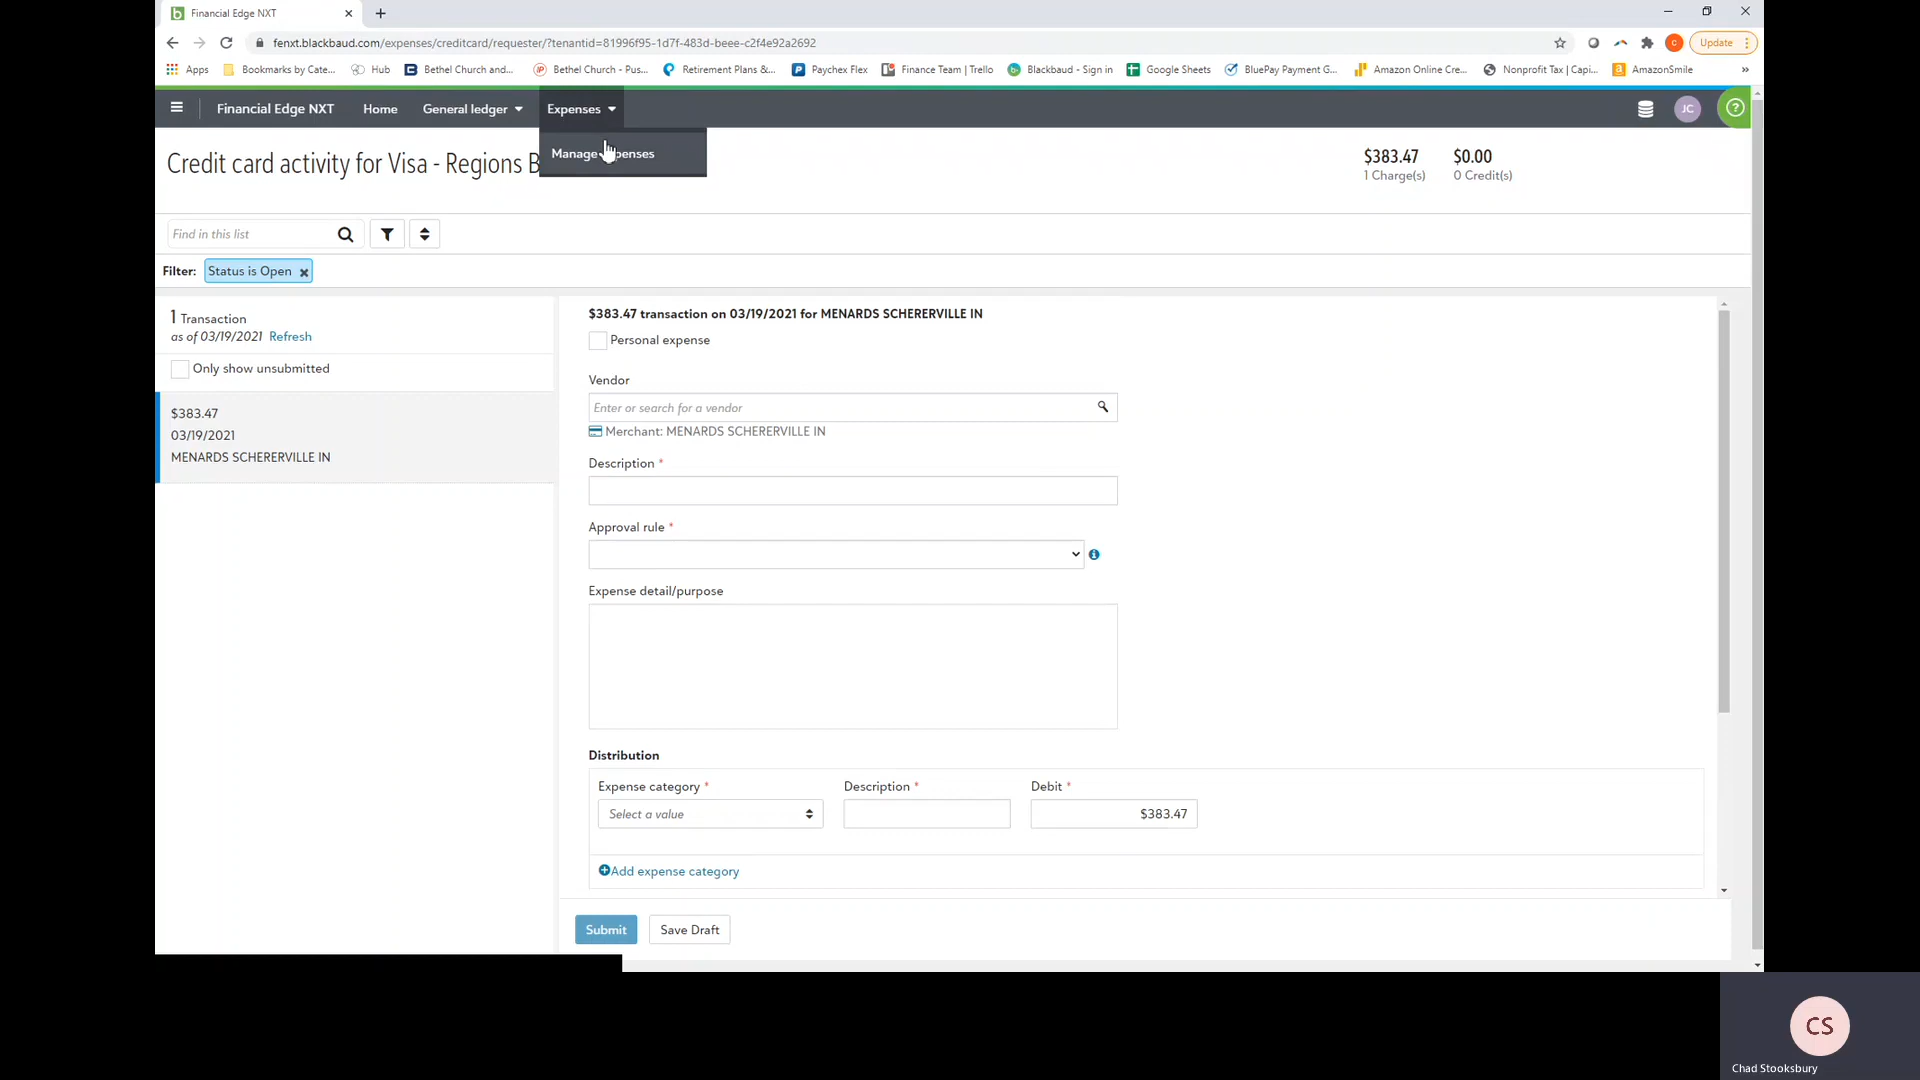 Financial Edge NXT
fenxt.blackbaud.com/expenses/creditcard/requester/?tenantid=81996f95-1d7f-483d-beee-c2f4e92a2692
Update
Apps Bookmarks by Cate... Hub Bethel Church and... Bethel Church - Pus... Retirement Plans &... Paychex Flex Finance Team | Trello Blackbaud - Sign in Google Sheets BluePay Payment G... Amazon Online Cre... Nonprofit Tax | Capi... AmazonSmile »
Financial Edge NXT Home General ledger Expenses JC
Manage
Credit card activity for Visa - Regions B
$383.47 $0.00
1 Charge(s) 0 Credit(s)
Find in this list
Filter: Status is Open
1 Transaction
as of 03/19/2021 Refresh
Only show unsubmitted
$383.47
03/19/2021
MENARDS SCHERERVILLE IN
$383.47 transaction on 03/19/2021 for MENARDS SCHERERVILLE IN
Personal expense
Vendor
Enter or search for a vendor
Merchant: MENARDS SCHERERVILLE IN
Description *
Approval rule *
Expense detail/purpose
Distribution
Expense category * Description * Debit *
Select a value $383.47
Add expense category
Submit Save Draft
CS
Chad Stooksbury